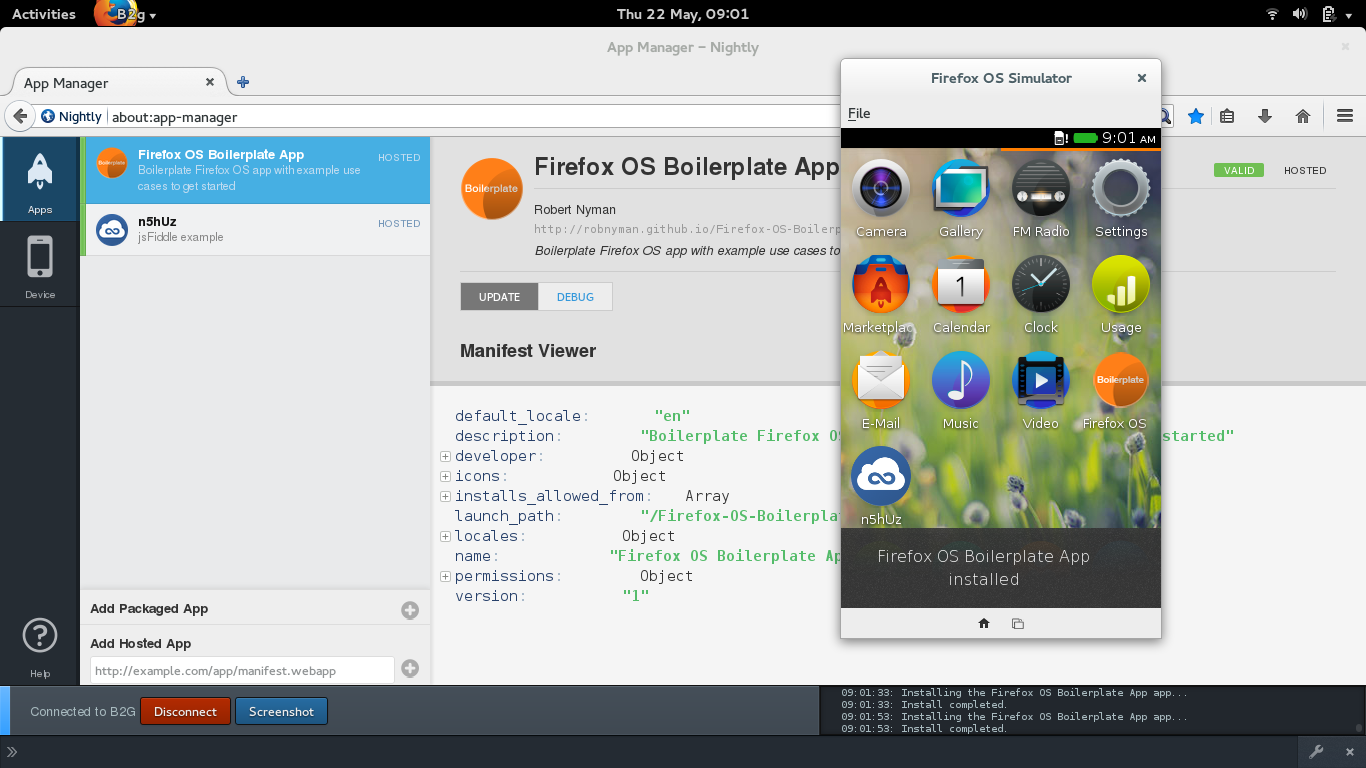 Activities
B2g
Thu 22 May, 09:01
App Manager – Nightly
App Manager
Nightly
about:app-manager
Apps
Device
Help
Boilerplate
Firefox OS Boilerplate App
HOSTED
Boilerplate Firefox OS app with example use
cases to get started
n5hUz
HOSTED
jsFiddle example
Add Packaged App
Add Hosted App
http://example.com/app/manifest.webapp
Boilerplate
Firefox OS Boilerplate App
VALID
HOSTED
Robert Nyman
http://robnyman.github.io/Firefox-OS-Boilerp
Boilerplate Firefox OS app with example use cases to
UPDATE
DEBUG
Manifest Viewer
default_locale: "en"
description: "Boilerplate Firefox O started"
developer: Object
icons: Object
installs_allowed_from: Array
launch_path: "/Firefox-OS-Boilerpla
locales: Object
name: "Firefox OS Boilerplate Ap
permissions: Object
version: "1"
Firefox OS Simulator
File
9:01 AM
Camera Gallery FM Radio Settings
1
Marketplac Calendar Clock Usage
Boilerplate
E-Mail Music Video Firefox OS
n5hUz
Firefox OS Boilerplate App
installed
Connected to B2G
Disconnect
Screenshot
09:01:33: Installing the Firefox OS Boilerplate App app...
09:01:33: Install completed.
09:01:53: Installing the Firefox OS Boilerplate App app...
09:01:53: Install completed.